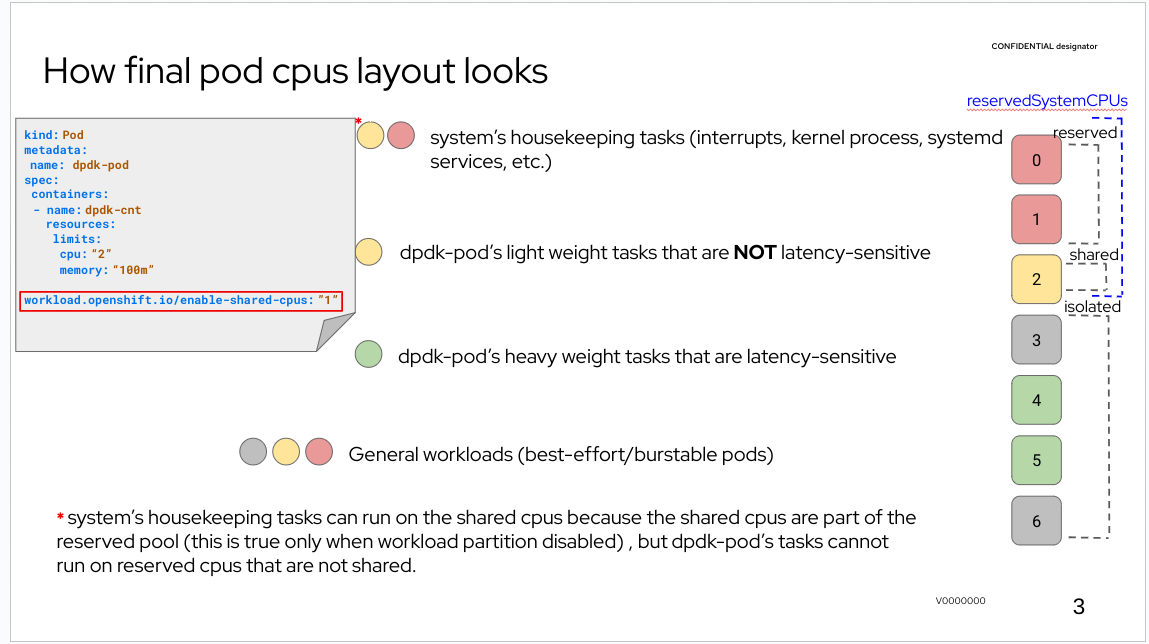 CONFIDENTIAL designator
How final pod cpus layout looks
reservedSystemCPUs
kind: Pod
metadata:
name: dpdk-pod
spec:
containers:
- name: dpdk-cnt
resources:
limits:
cpu: "2"
memory: "100m"
workload.openshift.io/enable-shared-cpus: "1"
*
system's housekeeping tasks (interrupts, kernel process, systemd
services, etc.)
dpdk-pod's light weight tasks that are NOT latency-sensitive
dpdk-pod's heavy weight tasks that are latency-sensitive
General workloads (best-effort/burstable pods)
reserved
0
1
shared
2
isolated
3
4
5
6
* system's housekeeping tasks can run on the shared cpus because the shared cpus are part of the
reserved pool (this is true only when workload partition disabled) , but dpdk-pod's tasks cannot
run on reserved cpus that are not shared.
V0000000
3